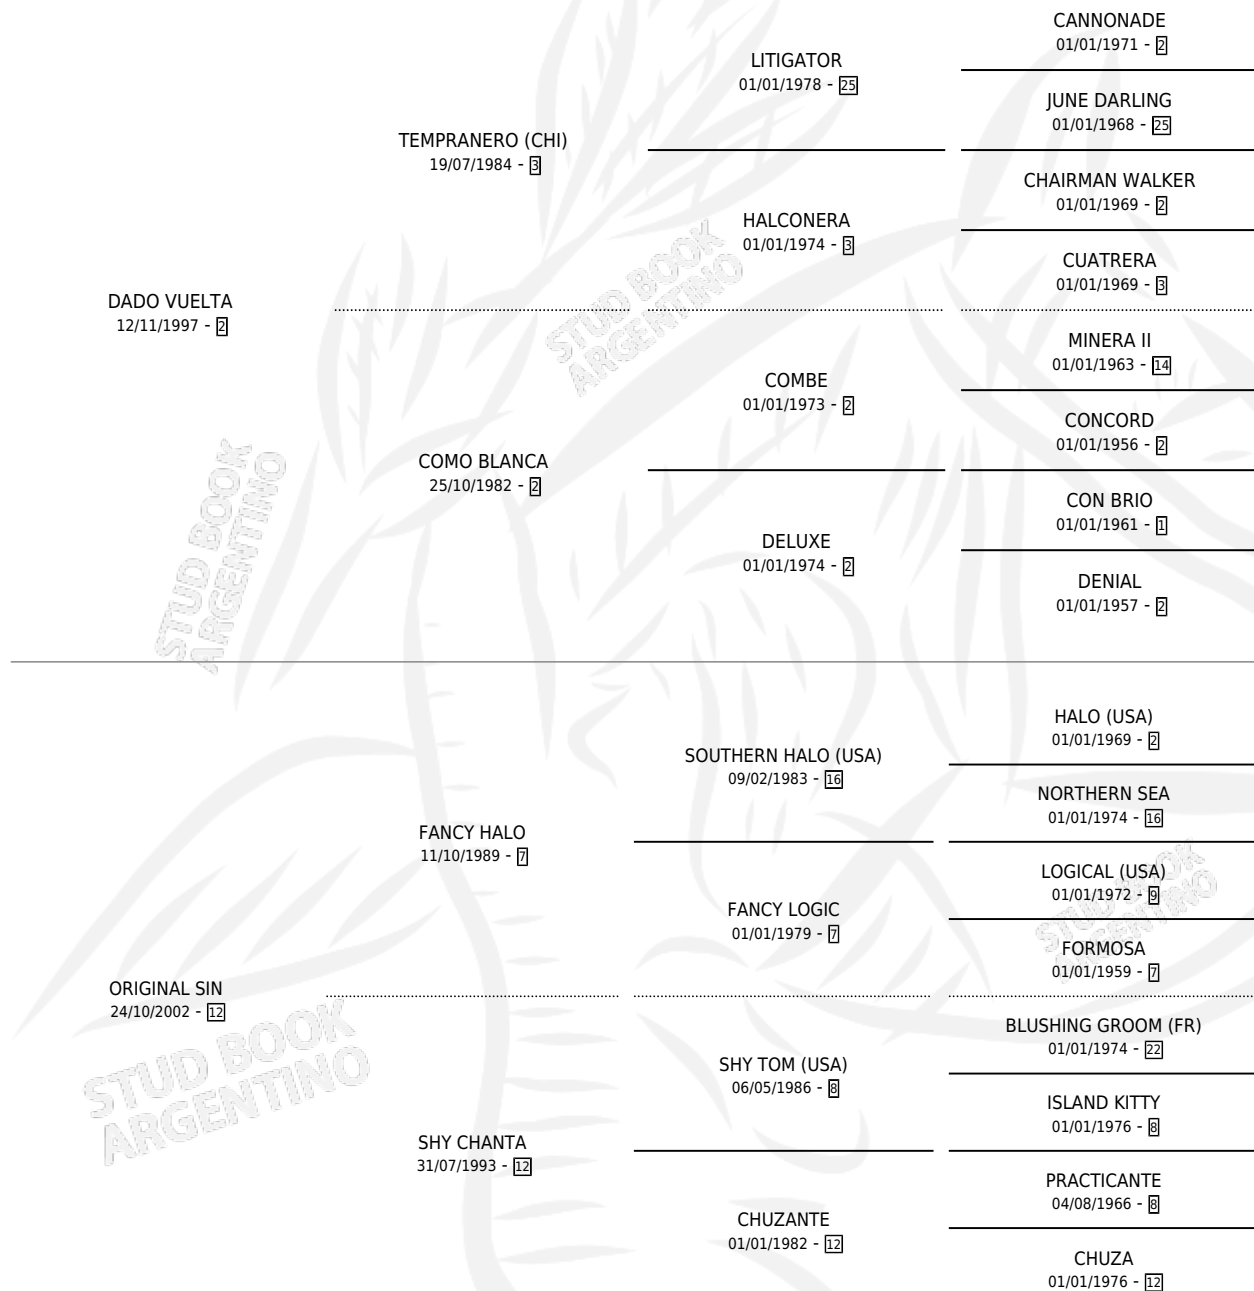 CANNONADE
01/01/1971 - 2
LITIGATOR
01/01/1978 - 25
JUNE DARLING
01/01/1968 - 25
TEMPRANERO (CHI)
19/07/1984 - 3
CHAIRMAN WALKER
01/01/1969 - 2
HALCONERA
01/01/1974 - 3
CUATRERA
01/01/1969 - 3
DADO VUELTA
12/11/1997 - 2
MINERA II
01/01/1963 - 14
COMBE
01/01/1973 - 2
CONCORD
01/01/1956 - 2
COMO BLANCA
25/10/1982 - 2
CON BRIO
01/01/1961 - 1
DELUXE
01/01/1974 - 2
DENIAL
01/01/1957 - 2
HALO (USA)
01/01/1969 - 2
SOUTHERN HALO (USA)
09/02/1983 - 16
NORTHERN SEA
01/01/1974 - 16
FANCY HALO
11/10/1989 - 7
LOGICAL (USA)
01/01/1972 - 9
FANCY LOGIC
01/01/1979 - 7
FORMOSA
01/01/1959 - 7
ORIGINAL SIN
24/10/2002 - 12
BLUSHING GROOM (FR)
01/01/1974 - 22
SHY TOM (USA)
06/05/1986 - 8
ISLAND KITTY
01/01/1976 - 8
SHY CHANTA
31/07/1993 - 12
PRACTICANTE
04/08/1966 - 8
CHUZANTE
01/01/1982 - 12
CHUZA
01/01/1976 - 12
STUD BOOK
ARGENTINO
STUD BOOK
ARGENTINO
STUD BOOK
ARGENTINO
STUD BOOK
ARGENTINO